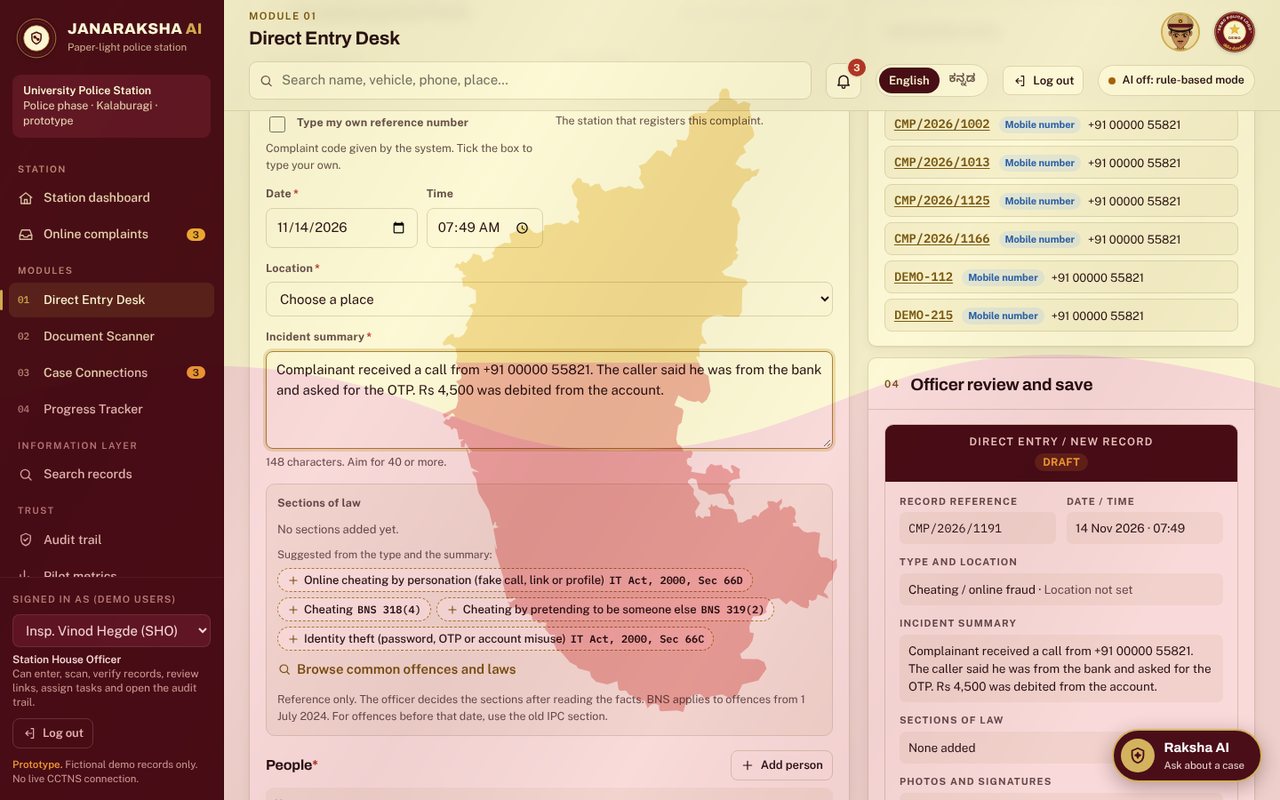 JANARAKSHA AI
Paper-light police station
University Police Station
Police phase · Kalaburagi ·
prototype
STATION
Station dashboard
Online complaints 3
MODULES
01 Direct Entry Desk
02 Document Scanner
03 Case Connections 3
04 Progress Tracker
INFORMATION LAYER
Search records
TRUST
Audit trail
Pilot metrics
SIGNED IN AS (DEMO USERS)
Insp. Vinod Hegde (SHO)
Station House Officer
Can enter, scan, verify records, review
links, assign tasks and open the audit
trail.
Log out
Prototype. Fictional demo records only.
No live CCTNS connection.
MODULE 01
Direct Entry Desk
Search name, vehicle, phone, place...
3
English ಕನ್ನಡ
Log out
AI off: rule-based mode
Type my own reference number
Complaint code given by the system. Tick the box to
type your own.
The station that registers this complaint.
Date* Time
11/14/2026 07:49 AM
Location*
Choose a place
Incident summary*
Complainant received a call from +91 00000 55821. The caller said he was from the bank
and asked for the OTP. Rs 4,500 was debited from the account.
148 characters. Aim for 40 or more.
Sections of law
No sections added yet.
Suggested from the type and the summary:
+ Online cheating by personation (fake call, link or profile) IT Act, 2000, Sec 66D
+ Cheating BNS 318(4) + Cheating by pretending to be someone else BNS 319(2)
+ Identity theft (password, OTP or account misuse) IT Act, 2000, Sec 66C
Browse common offences and laws
Reference only. The officer decides the sections after reading the facts. BNS applies to offences from 1
July 2024. For offences before that date, use the old IPC section.
People*
+ Add person
CMP/2026/1002 Mobile number +91 00000 55821
CMP/2026/1013 Mobile number +91 00000 55821
CMP/2026/1125 Mobile number +91 00000 55821
CMP/2026/1166 Mobile number +91 00000 55821
DEMO-112 Mobile number +91 00000 55821
DEMO-215 Mobile number +91 00000 55821
04 Officer review and save
DIRECT ENTRY / NEW RECORD
DRAFT
RECORD REFERENCE DATE / TIME
CMP/2026/1191 14 Nov 2026 · 07:49
TYPE AND LOCATION
Cheating / online fraud · Location not set
INCIDENT SUMMARY
Complainant received a call from +91 00000 55821.
The caller said he was from the bank and asked for the
OTP. Rs 4,500 was debited from the account.
SECTIONS OF LAW
None added
PHOTOS AND SIGNATURES
Raksha AI
Ask about a case